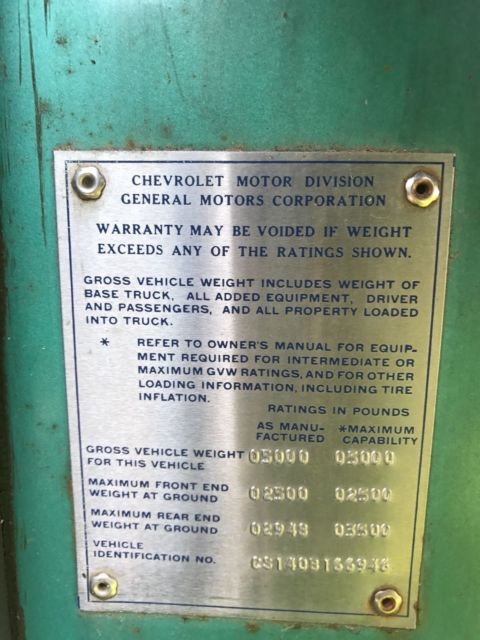 CHEVROLET MOTOR DIVISION
GENERAL MOTORS CORPORATION
WARRANTY MAY BE VOIDED IF WEIGHT
EXCEEDS ANY OF THE RATINGS SHOWN.
GROSS VEHICLE WEIGHT INCLUDES WEIGHT OF
BASE TRUCK, ALL ADDED EQUIPMENT, DRIVER
AND PASSENGERS, AND ALL PROPERTY LOADED
INTO TRUCK.
* REFER TO OWNER'S MANUAL FOR EQUIP-
MENT REQUIRED FOR INTERMEDIATE OR
MAXIMUM GVW RATINGS, AND FOR OTHER
LOADING INFORMATION, INCLUDING TIRE
INFLATION.
RATINGS IN POUNDS
AS MANU- *MAXIMUM
FACTURED CAPABILITY
GROSS VEHICLE WEIGHT 05000 05000
FOR THIS VEHICLE
MAXIMUM FRONT END
WEIGHT AT GROUND 02500 02500
MAXIMUM REAR END
WEIGHT AT GROUND 02948 03500
VEHICLE
IDENTIFICATION NO.